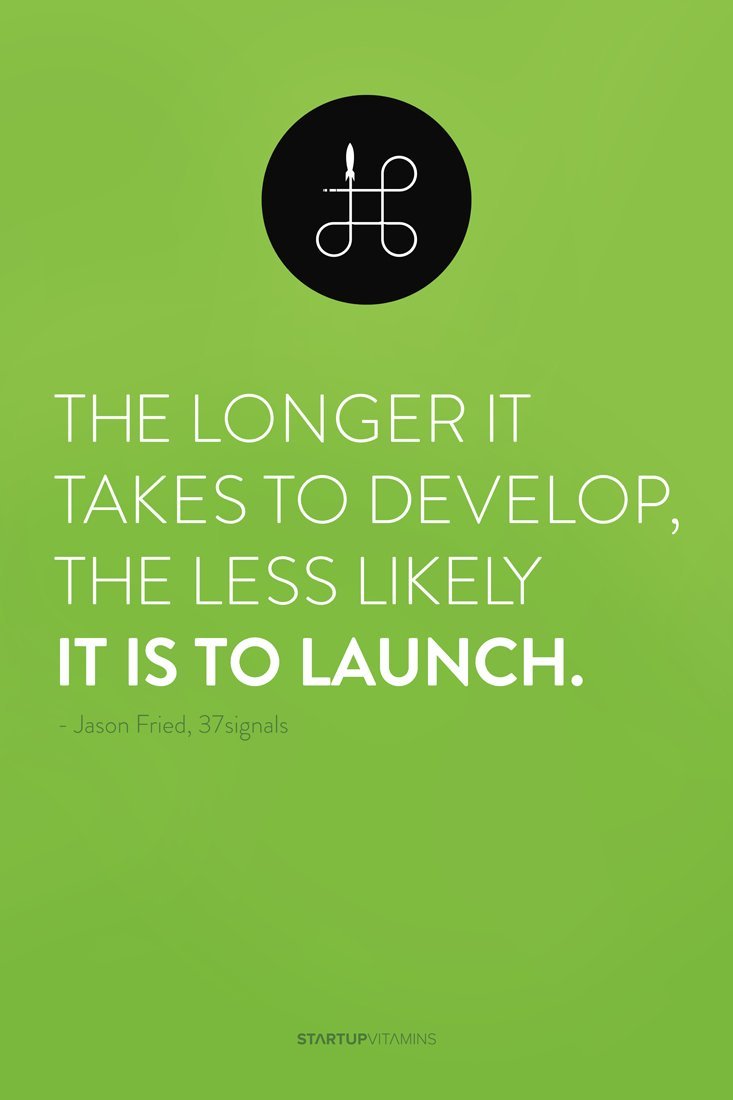 THE LONGER IT
TAKES TO DEVELOP,
THE LESS LIKELY
IT IS TO LAUNCH.
- Jason Fried, 37signals
STARTUPVITAMINS